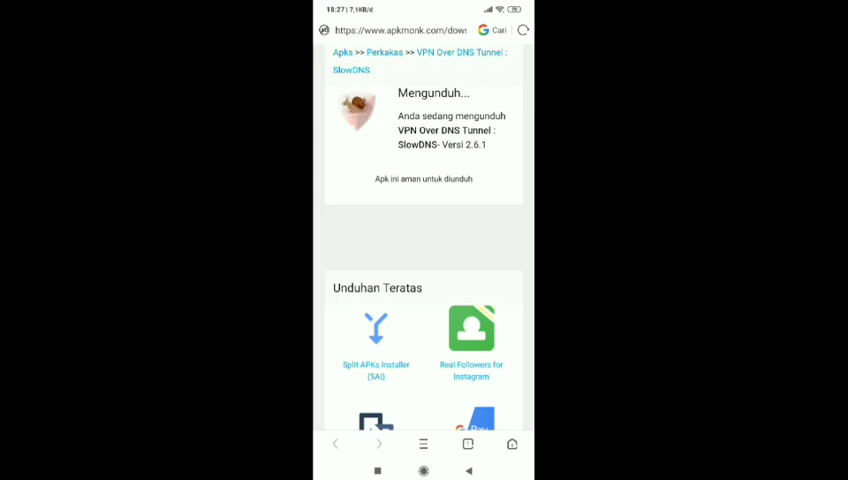 18:27 | 7,1KB/d
https://www.apkmonk.com/dow
Cari
Apks >> Perkakas >> VPN Over DNS Tunnel :
SlowDNS
Mengunduh...
Anda sedang mengunduh
VPN Over DNS Tunnel :
SlowDNS- Versi 2.6.1
Apk ini aman untuk diunduh
Unduhan Teratas
Split APKs Installer
(SAI)
Real Followers for
Instagram